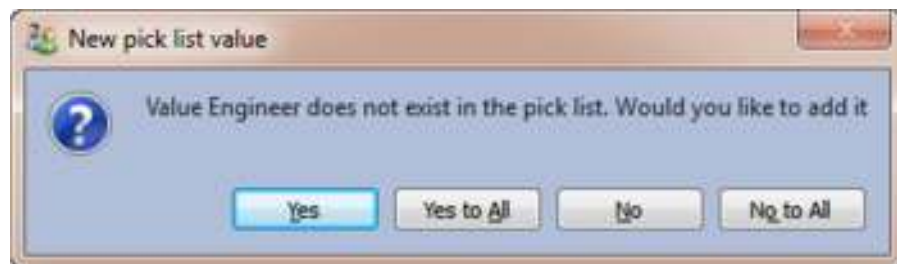 New pick list value
Value Engineer does not exist in the pick list. Would you like to add it
Yes Yes to All No No to All